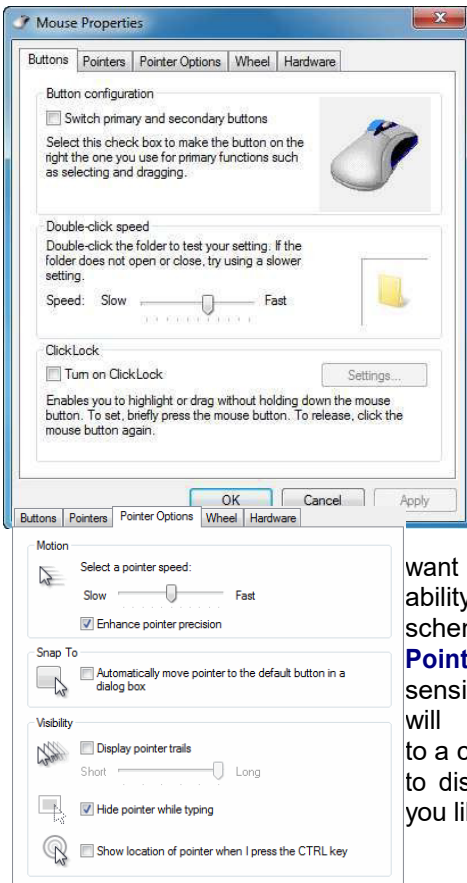 Mouse Properties
Buttons Pointers Pointer Options Wheel Hardware
Button configuration
Switch primary and secondary buttons
Select this check box to make the button on the
right the one you use for primary functions such
as selecting and dragging.
Double-click speed
Double-click the folder to test your setting. If the
folder does not open or close, try using a slower
setting.
Speed: Slow Fast
ClickLock
Turn on ClickLock Settings...
Enables you to highlight or drag without holding down the mouse
button. To set, briefly press the mouse button. To release, click the
mouse button again.
OK Cancel Apply
Buttons Pointers Pointer Options Wheel Hardware
Motion
Select a pointer speed:
Slow Fast
Enhance pointer precision
Snap To
Automatically move pointer to the default button in a
dialog box
Visibility
Display pointer trails
Short Long
Hide pointer while typing
Show location of pointer when I press the CTRL key
want
ability
will
to a
to
you